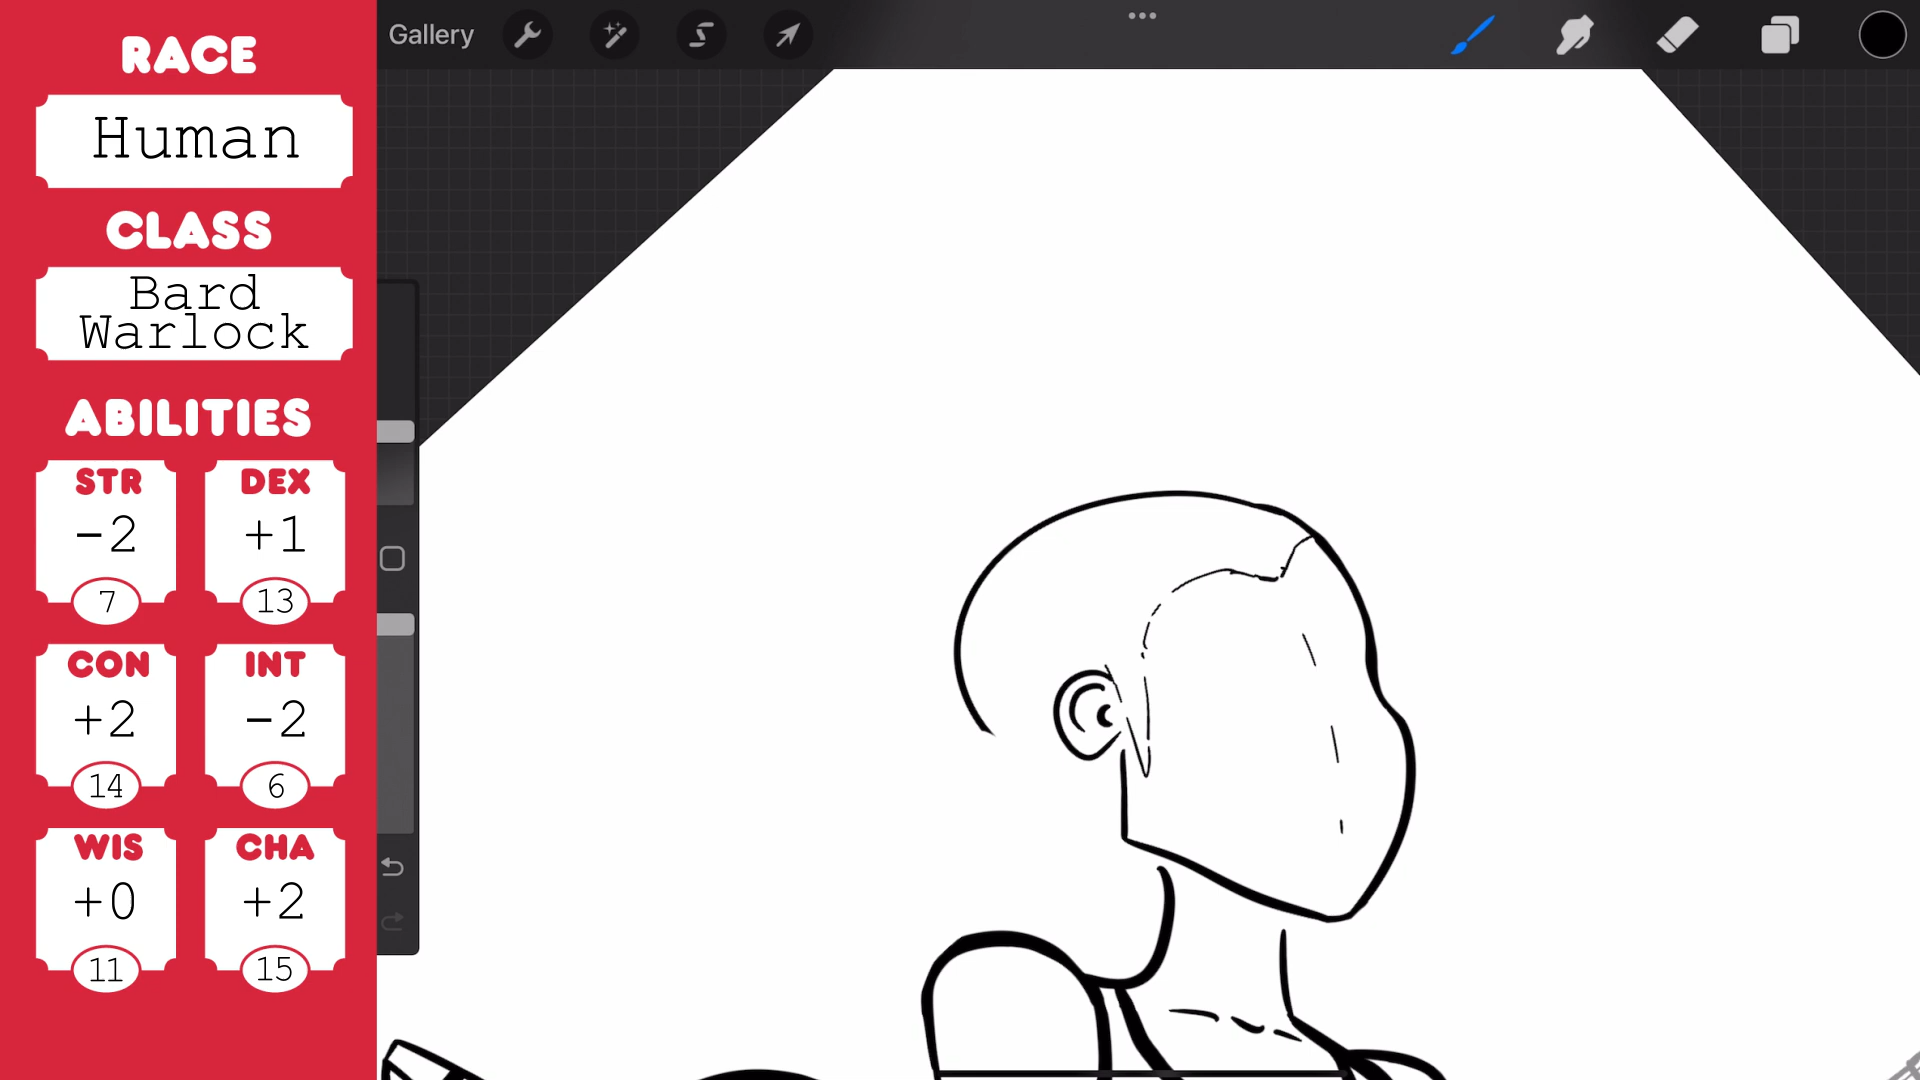 RACE
Human
CLASS
Bard
Warlock
ABILITIES
STR
-2
7
DEX
+1
13
CON
+2
14
INT
-2
6
WIS
+0
11
CHA
+2
15
Gallery